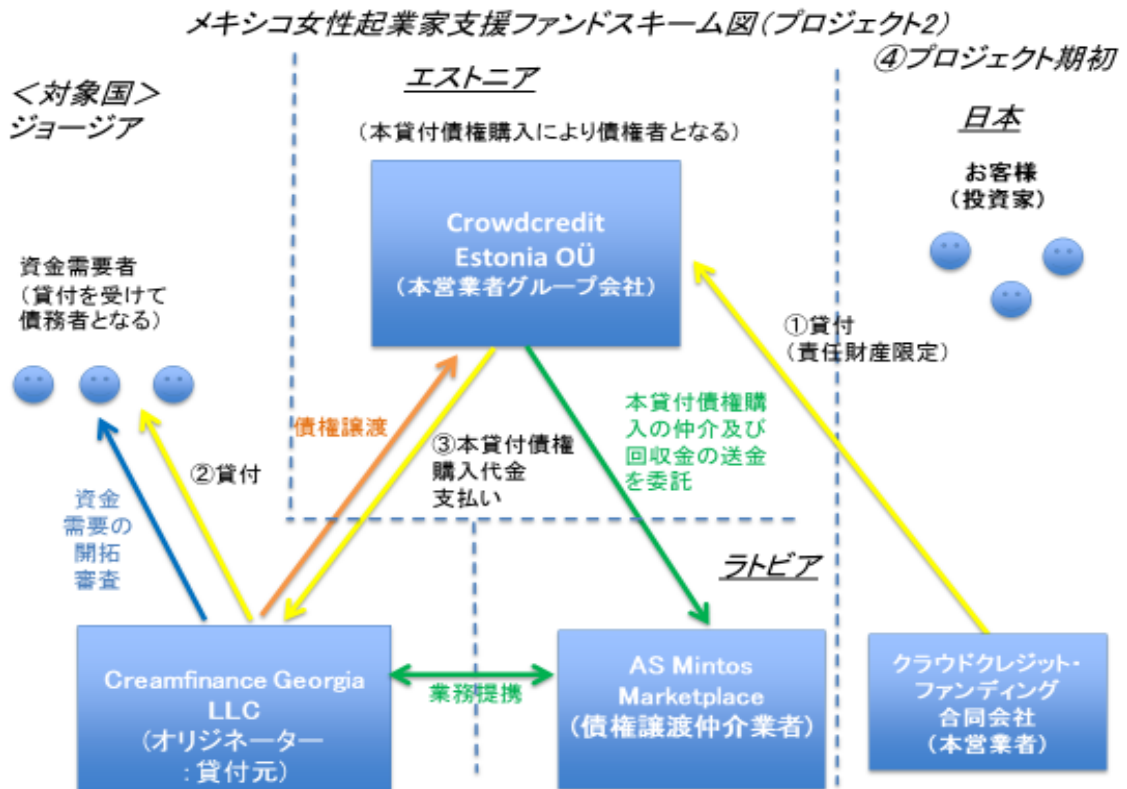 メキシコ女性起業家支援ファンドスキーム図(プロジェクト2)
④プロジェクト期初
＜対象国＞
ジョージア
エストニア
日本
(本貸付債権購入により債権者となる)
お客様
(投資家)
Crowdcredit
Estonia OÜ
(本営業者グループ会社)
資金需要者
(貸付を受けて
債務者となる)
①貸付
(責任財産限定)
債権譲渡
③本貸付債権
購入代金
支払い
本貸付債権購
入の仲介及び
回収金の送金
を委託
②貸付
資金
需要の
開拓
審査
ラトビア
Creamfinance Georgia
LLC
(オリジネーター
:貸付元)
業務提携
AS Mintos
Marketplace
(債権譲渡仲介業者)
クラウドクレジット・
ファンディング
合同会社
(本営業者)